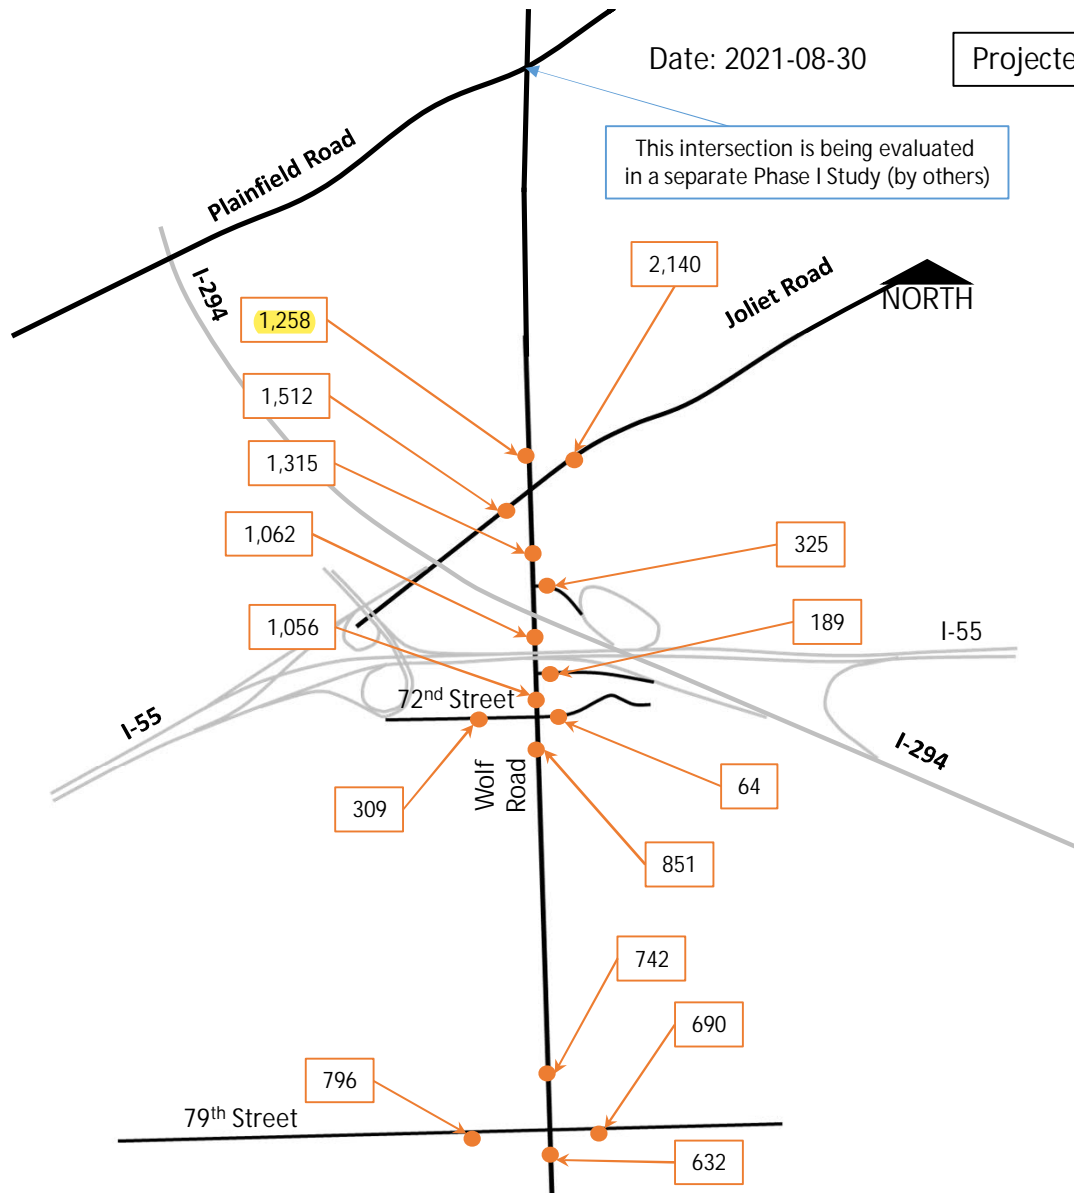 Date: 2021-08-30
Projecte
This intersection is being evaluated
in a separate Phase I Study (by others)
Plainfield Road
I-294
2,140
Joliet Road
NORTH
1,258
1,512
1,315
1,062
325
1,056
189
I-55
72nd Street
I-55
Wolf
Road
I-294
309
64
851
742
690
796
79th Street
632